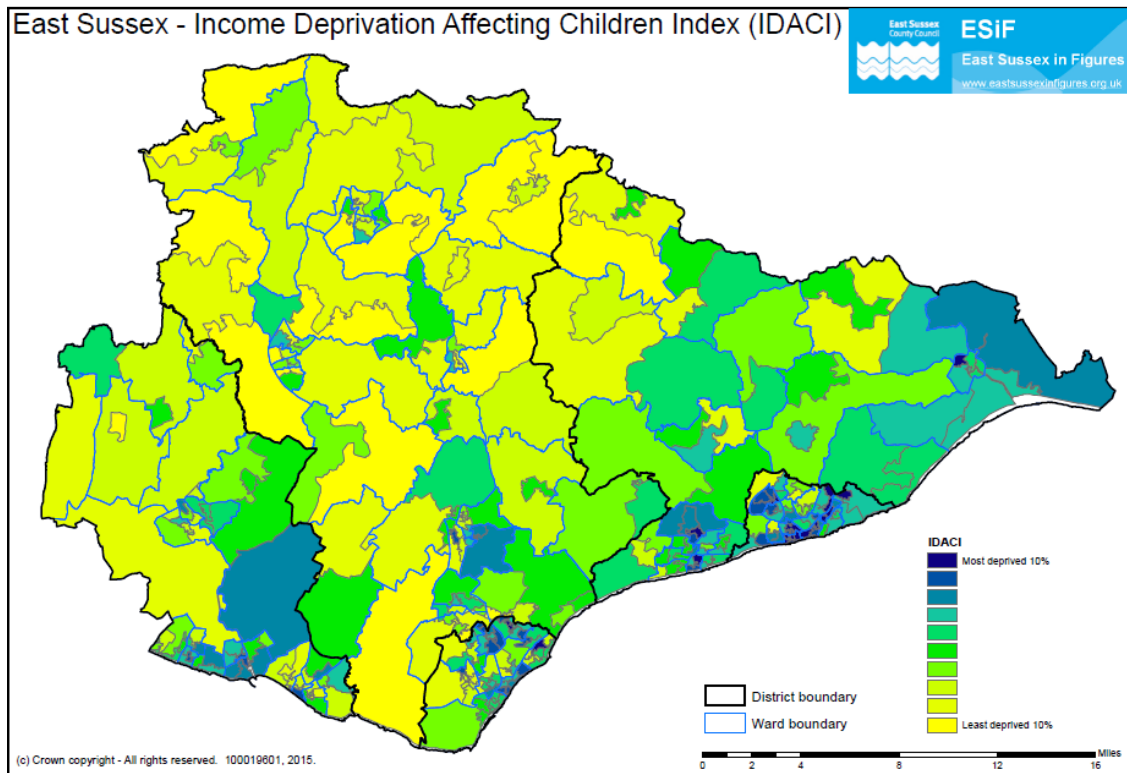 East Sussex - Income Deprivation Affecting Children Index (IDACI)
East Sussex
County Council
ESiF
East Sussex in Figures
www.eastsussexinfigures.org.uk
IDACI
Most deprived 10%
Least deprived 10%
District boundary
Ward boundary
Miles
0 2 4 8 12 16
(c) Crown copyright - All rights reserved. 100019601, 2015.